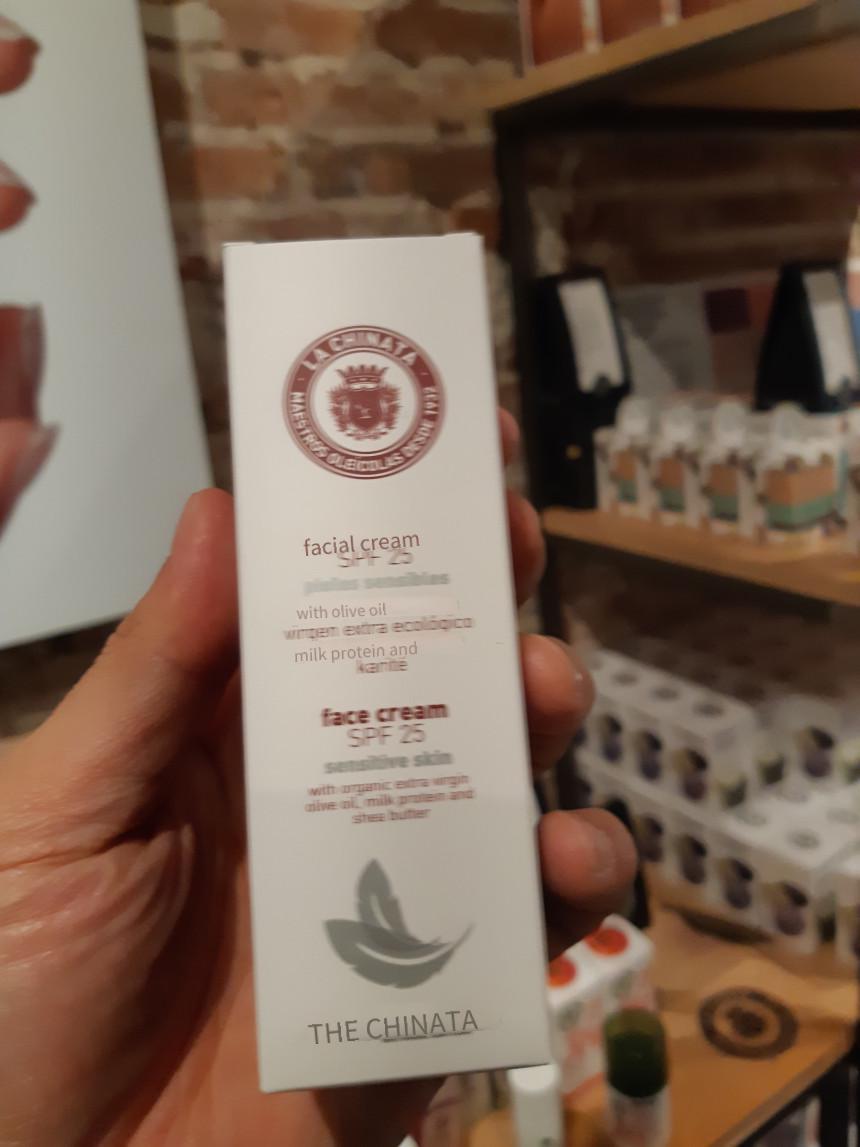 LA CHINATA
MAESTROS OLEÍCOLAS DESDE 1932
facial cream
SPF 25
pieles sensibles
with olive oil
virgen extra ecológico
milk protein and
karité
face cream
SPF 25
sensitive skin
with organic extra virgin
olive oil, milk protein and
shea butter
THE CHINATA